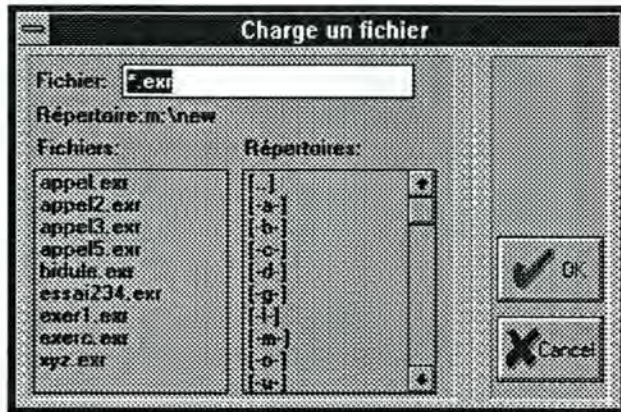 Charge un fichier
Fichier: *.exr
Répertoire:m:\new
Fichiers:
appel.exr
appel2.exr
appel3.exr
appel5.exr
bidule.exr
essai234.exr
exer1.exr
exerc.exr
xyz.exr
Répertoires:
[..]
[-a-]
[-b-]
[-c-]
[-d-]
[-g-]
[-l-]
[-m-]
[-o-]
[-u-]
OK
Cancel